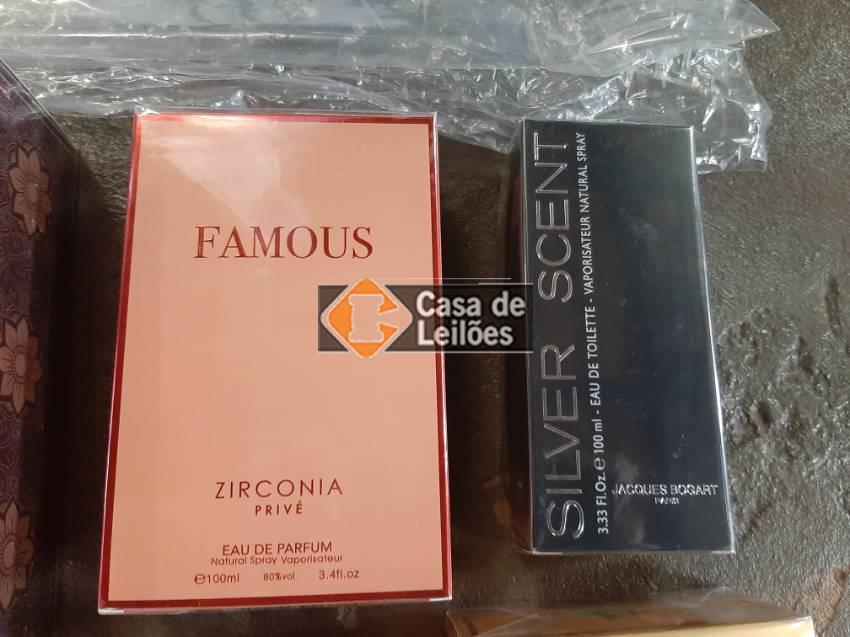 FAMOUS
ZIRCONIA
PRIVÉ
EAU DE PARFUM
Natural Spray Vaporisateur
℮100ml 80%vol 3.4fl.oz
Casa de
Leilões
SILVER SCENT
3.33 Fl.Oz. ℮ 100 ml - EAU DE TOILETTE - VAPORISATEUR NATURAL SPRAY
JACQUES BOGART
PARIS